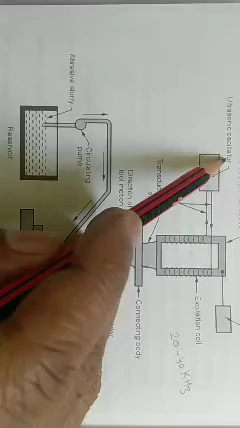 Ultrasonic oscillator
Excitation coil
20-40 KHz
Connecting body
Direction of
tool motion
Abrasive slurry
Circulating
pump
Reservoir